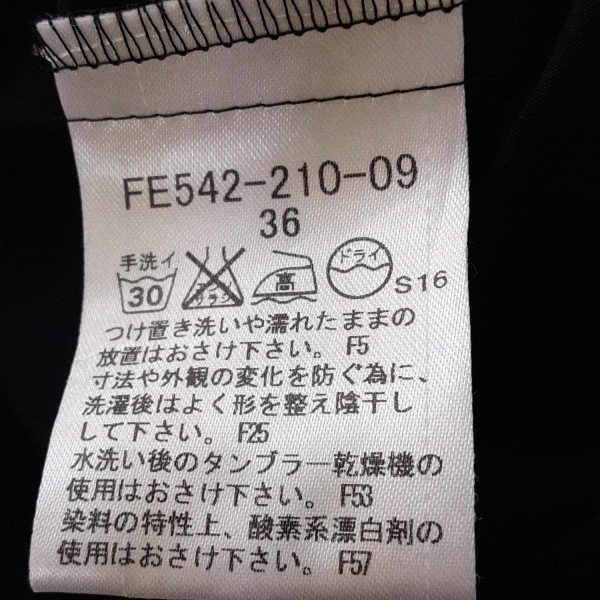 FE542-210-09
36
手洗イ
30
エンソ
サラシ
高
ドライ
S16
つけ置き洗いや濡れたままの
放置はおさけ下さい。 F5
寸法や外観の変化を防ぐ為に、
洗濯後はよく形を整え陰干し
して下さい。 F25
水洗い後のタンブラー乾燥機の
使用はおさけ下さい。 F53
染料の特性上、酸素系漂白剤の
使用はおさけ下さい。 F57